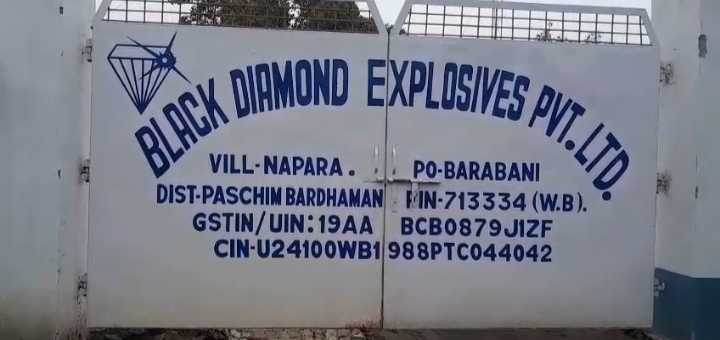 BLACK DIAMOND EXPLOSIVES PVT. LTD.
VILL-NAPARA. PO-BARABANI
DIST-PASCHIM BARDHAMAN PIN-713334 (W.B).
GSTIN/UIN: 19AA BCB0879J1ZF
CIN-U24100WB1988PTC044042